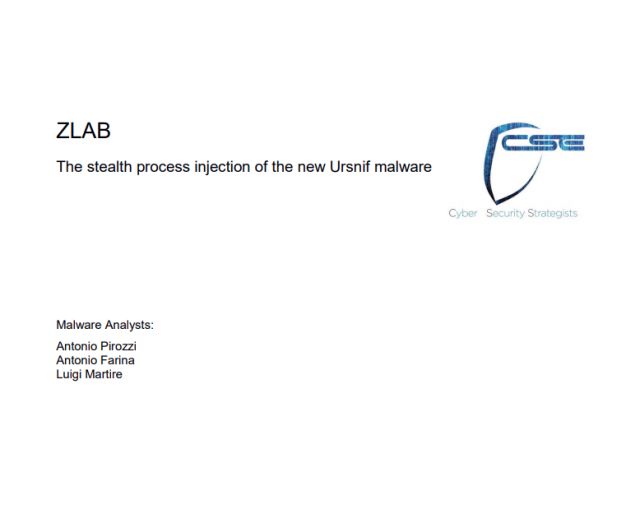 ZLAB
CSE
The stealth process injection of the new Ursnif malware
Cyber Security Strategists
Malware Analysts:
Antonio Pirozzi
Antonio Farina
Luigi Martire